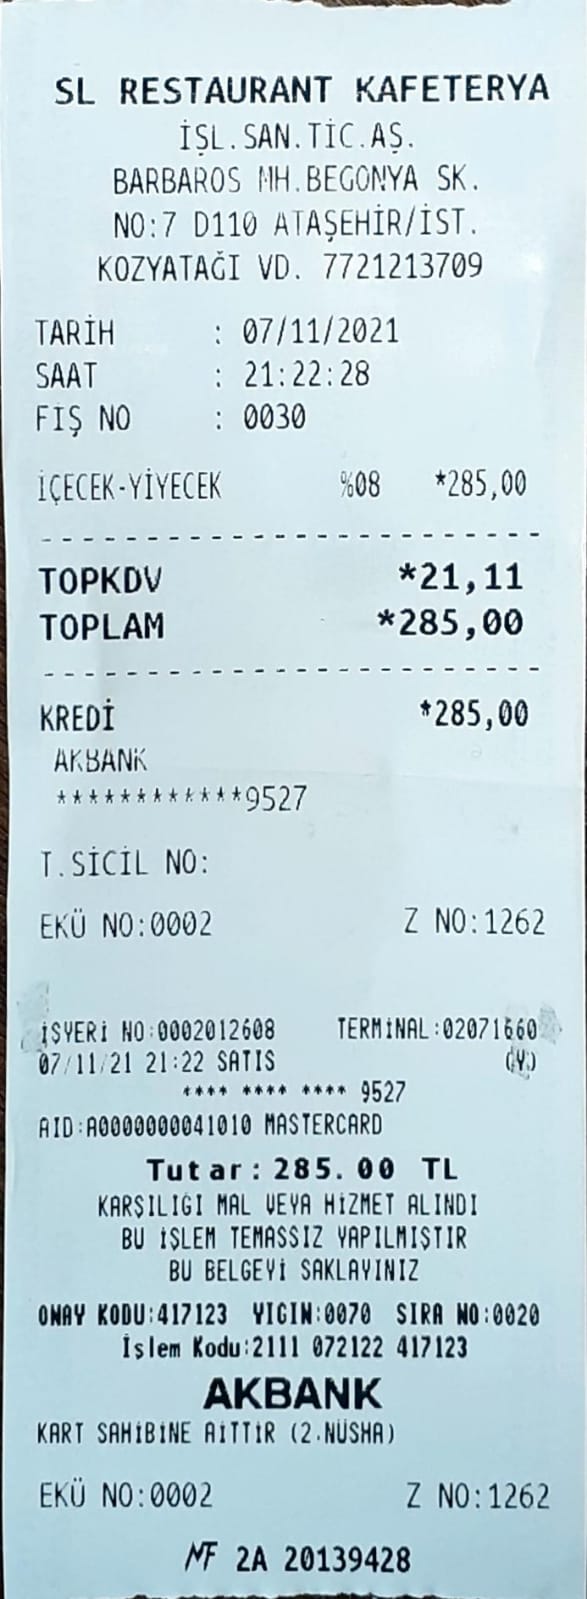 SL RESTAURANT KAFETERYA
İŞL.SAN.TİC.AŞ.
BARBAROS MH.BEGONYA SK.
NO:7 D110 ATAŞEHİR/İST.
KOZYATAĞI VD. 7721213709
TARİH : 07/11/2021
SAAT : 21:22:28
FİŞ NO : 0030
İÇECEK-YİYECEK %08 *285,00
TOPKDV *21,11
TOPLAM *285,00
KREDİ *285,00
AKBANK
************9527
T.SİCİL NO:
EKÜ NO:0002 Z NO:1262
İŞYERİ NO:0002012608 TERMİNAL:02071660
07/11/21 21:22 SATIS (Y)
**** **** **** 9527
AID:A0000000041010 MASTERCARD
Tutar: 285.00 TL
KARŞILIĞI MAL VEYA HİZMET ALINDI
BU İŞLEM TEMASSIZ YAPILMIŞTIR
BU BELGEYİ SAKLAYINIZ
ONAY KODU:417123 YIGIN:0070 SIRA NO:0020
İşlem Kodu:2111 072122 417123
AKBANK
KART SAHİBİNE AİTTİR (2.NÜSHA)
EKÜ NO:0002 Z NO:1262
MF 2A 20139428